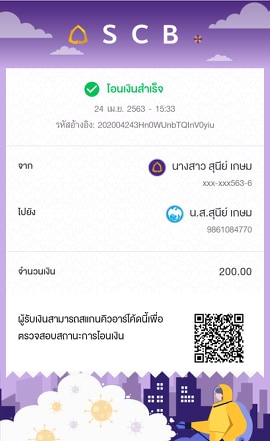 SCB
โอนเงินสำเร็จ
24 เม.ย. 2563 - 15:33
รหัสอ้างอิง: 202004243Hn0WUnbTQInV0yiu
จาก
นางสาว สุนีย์ เกษม
xxx-xxx563-6
ไปยัง
น.ส.สุนีย์ เกษม
9861084770
จำนวนเงิน
200.00
ผู้รับเงินสามารถสแกนคิวอาร์โค้ดนี้เพื่อ
ตรวจสอบสถานะการโอนเงิน